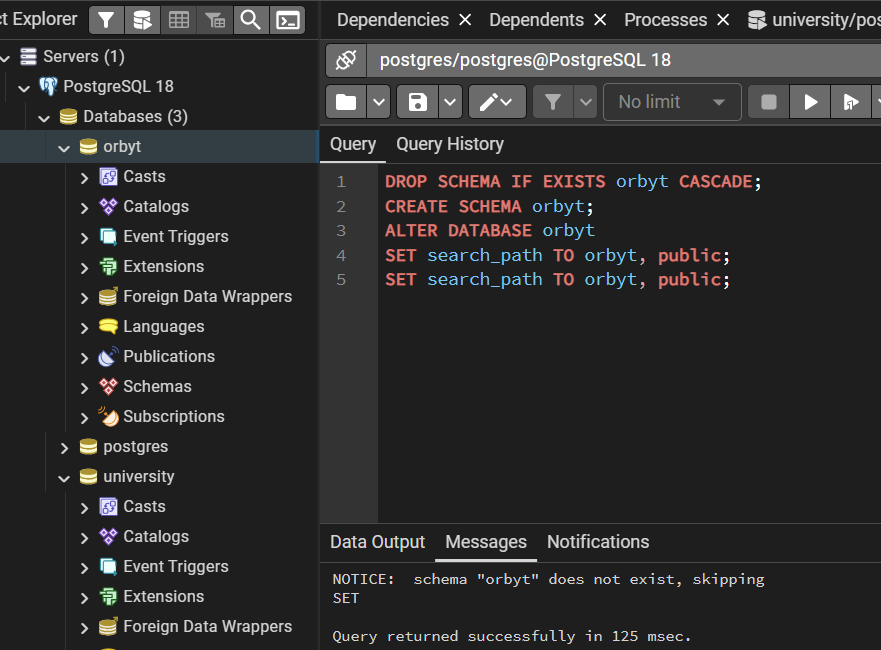 ct Explorer
Servers (1)
PostgreSQL 18
Databases (3)
orbyt
Casts
Catalogs
Event Triggers
Extensions
Foreign Data Wrappers
Languages
Publications
Schemas
Subscriptions
postgres
university
Casts
Catalogs
Event Triggers
Extensions
Foreign Data Wrappers
Dependencies × Dependents × Processes × university/pos
postgres/postgres@PostgreSQL 18
No limit
Query Query History
1 DROP SCHEMA IF EXISTS orbyt CASCADE;
2 CREATE SCHEMA orbyt;
3 ALTER DATABASE orbyt
4 SET search_path TO orbyt, public;
5 SET search_path TO orbyt, public;
Data Output Messages Notifications
NOTICE:  schema "orbyt" does not exist, skipping
SET
Query returned successfully in 125 msec.